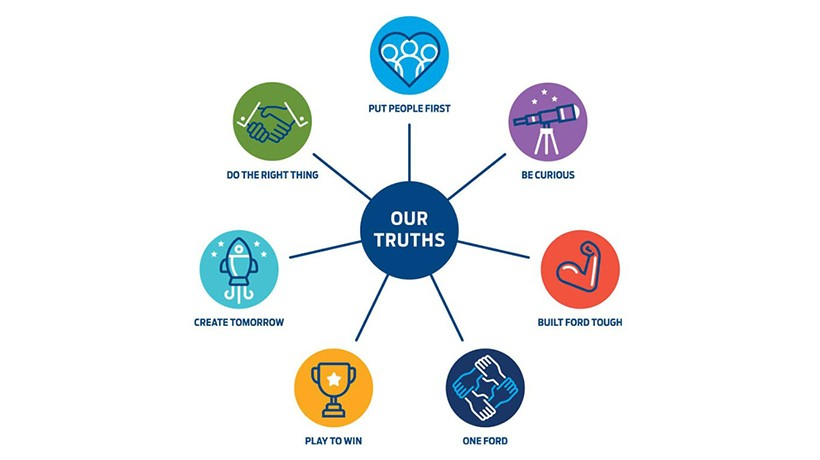 PUT PEOPLE FIRST
BE CURIOUS
BUILT FORD TOUGH
ONE FORD
PLAY TO WIN
CREATE TOMORROW
DO THE RIGHT THING
OUR
TRUTHS